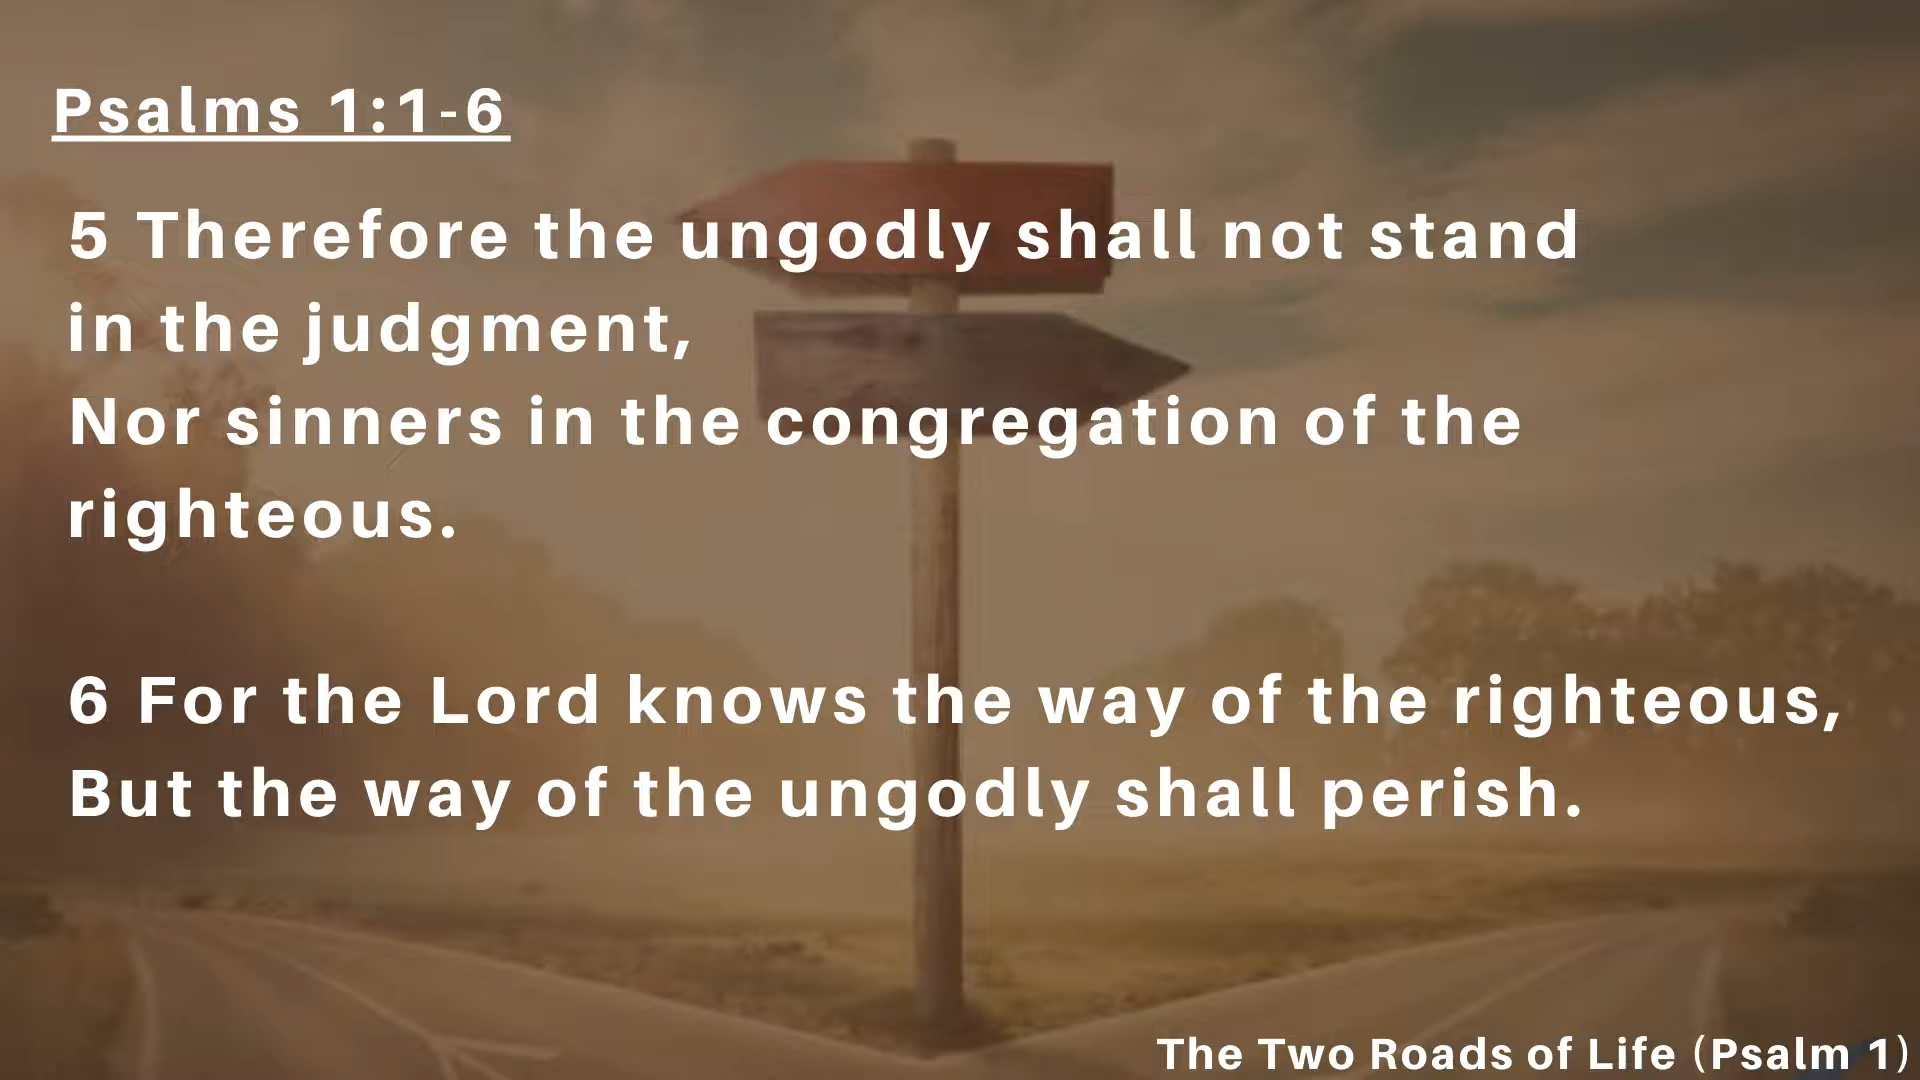 Psalms 1:1-6
5 Therefore the ungodly shall not stand
in the judgment,
Nor sinners in the congregation of the
righteous.
6 For the Lord knows the way of the righteous,
But the way of the ungodly shall perish.
The Two Roads of Life (Psalm 1)